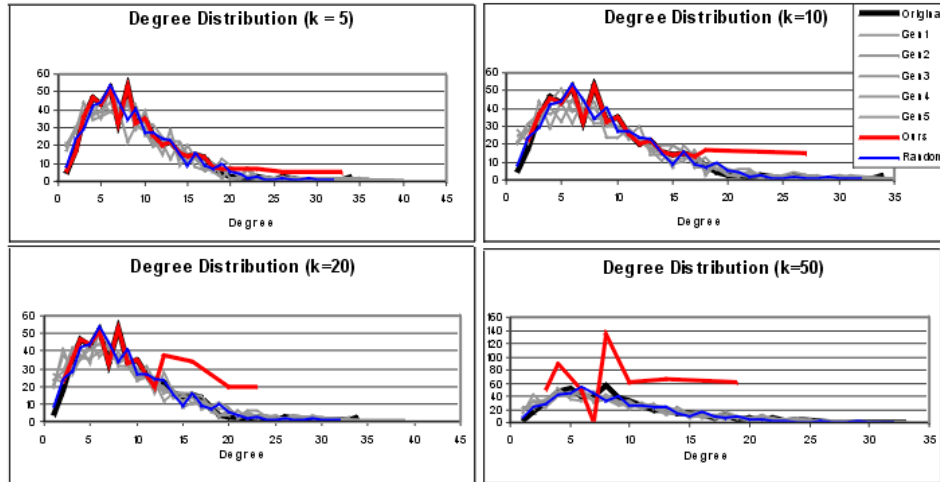 Degree Distribution (k = 5)
60
50
40
30
20
10
0
0 5 10 15 20 25 30 35 40 45
Degree
Degree Distribution (k=10)
60
50
40
30
20
10
0
0 5 10 15 20 25 30 35
Degree
Origina
Gen1
Gen2
Gen3
Gen4
Gen5
Ours
Random
Degree Distribution (k=20)
60
50
40
30
20
10
0
0 5 10 15 20 25 30 35 40 45
Degree
Degree Distribution (k=50)
160
140
120
100
80
60
40
20
0
0 5 10 15 20 25 30 35
Degree